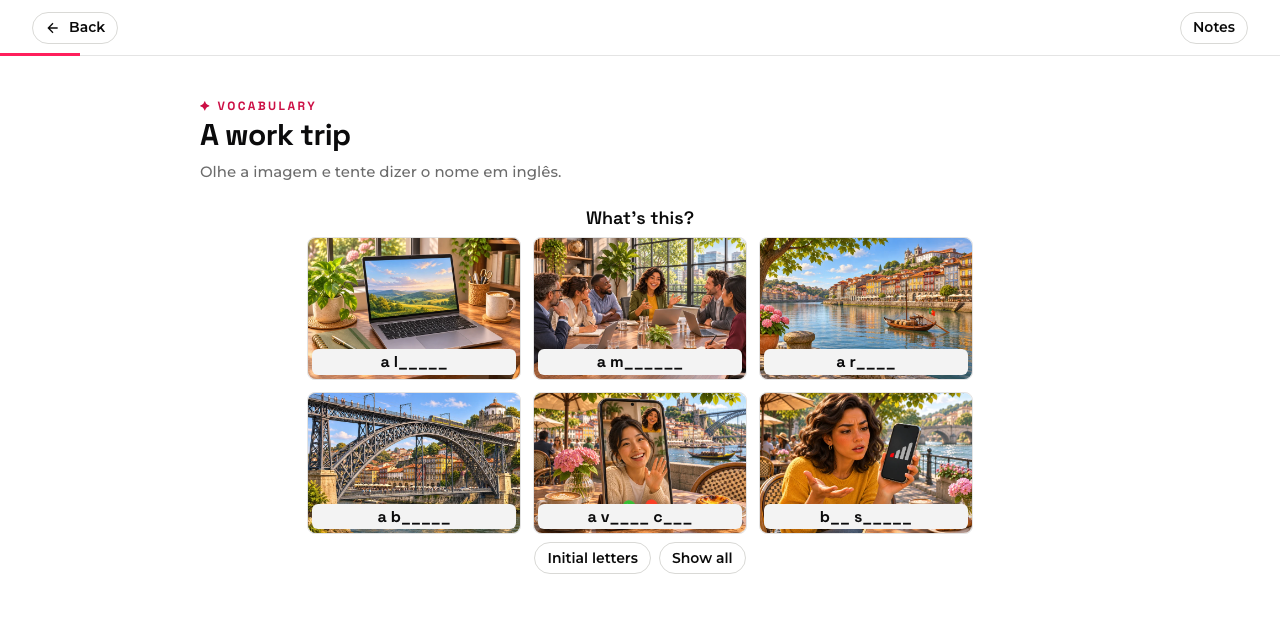 Back
Notes
VOCABULARY
A work trip
Olhe a imagem e tente dizer o nome em inglês.
What's this?
a l_____
a m______
a r____
a b_____
a v____ c___
b__ s_____
Initial letters
Show all